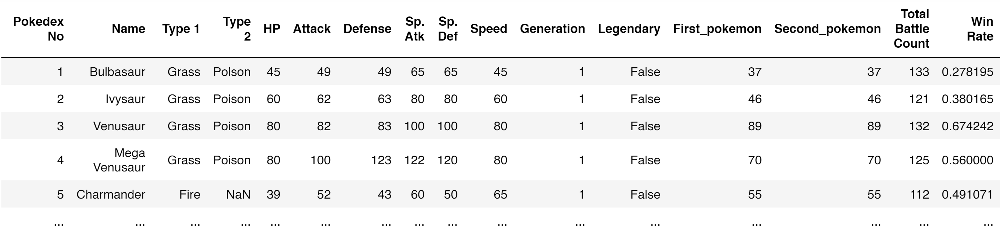 Pokedex No Name Type 1 Type 2 HP Attack Defense Sp. Atk Sp. Def Speed Generation Legendary First_pokemon Second_pokemon Total Battle Count Win Rate
1 Bulbasaur Grass Poison 45 49 49 65 65 45 1 False 37 37 133 0.278195
2 Ivysaur Grass Poison 60 62 63 80 80 60 1 False 46 46 121 0.380165
3 Venusaur Grass Poison 80 82 83 100 100 80 1 False 89 89 132 0.674242
4 Mega Venusaur Grass Poison 80 100 123 122 120 80 1 False 70 70 125 0.560000
5 Charmander Fire NaN 39 52 43 60 50 65 1 False 55 55 112 0.491071
... ... ... ... ... ... ... ... ... ... ... ... ... ... ... ...